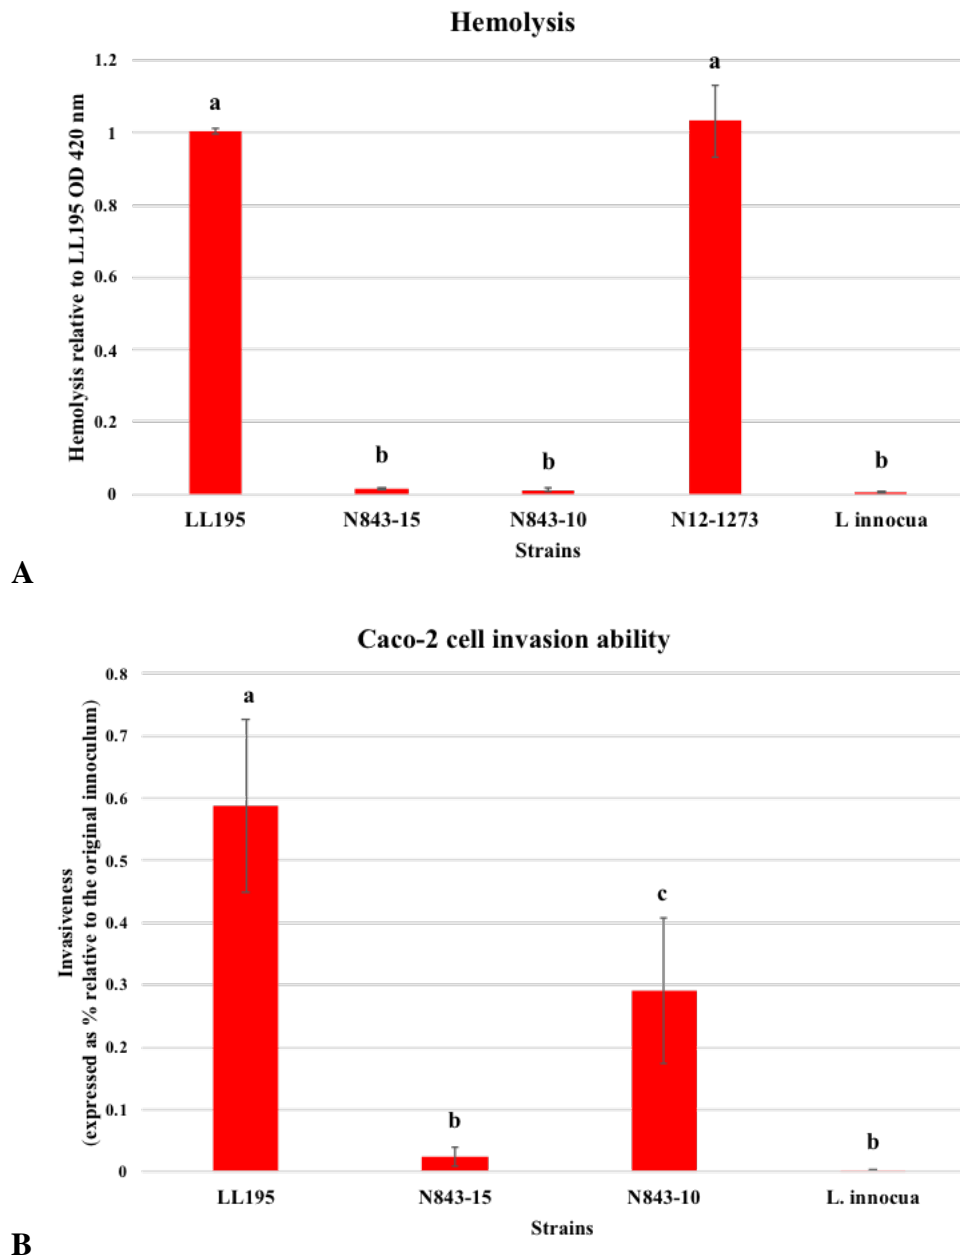 Hemolysis
Hemolysis relative to LL195 OD 420 nm
1.2
1
0.8
0.6
0.4
0.2
0
a
b
b
a
b
LL195 N843-15 N843-10 N12-1273 L innocua
Strains
A
Caco-2 cell invasion ability
Invasiveness
(expressed as % relative to the original innoculum)
0.8
0.7
0.6
0.5
0.4
0.3
0.2
0.1
0
a
b
c
b
LL195 N843-15 N843-10 L. innocua
Strains
B